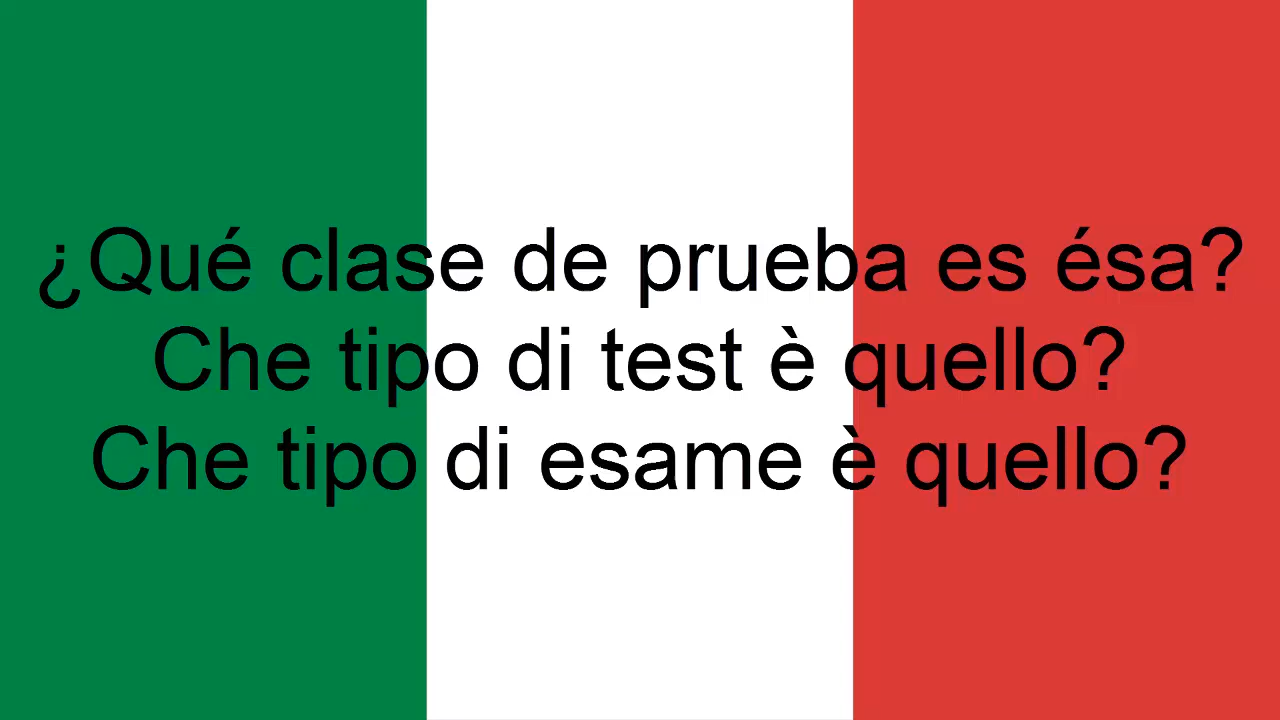 ¿Qué clase de prueba es ésa?
Che tipo di test è quello?
Che tipo di esame è quello?